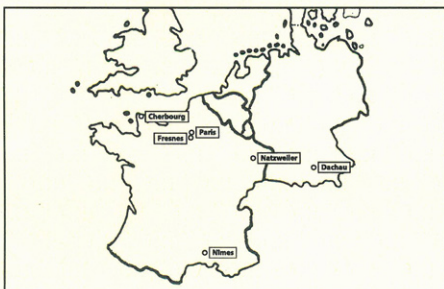 Cherbourg
Paris
Fresnes
Natzweiler
Dachau
Nîmes